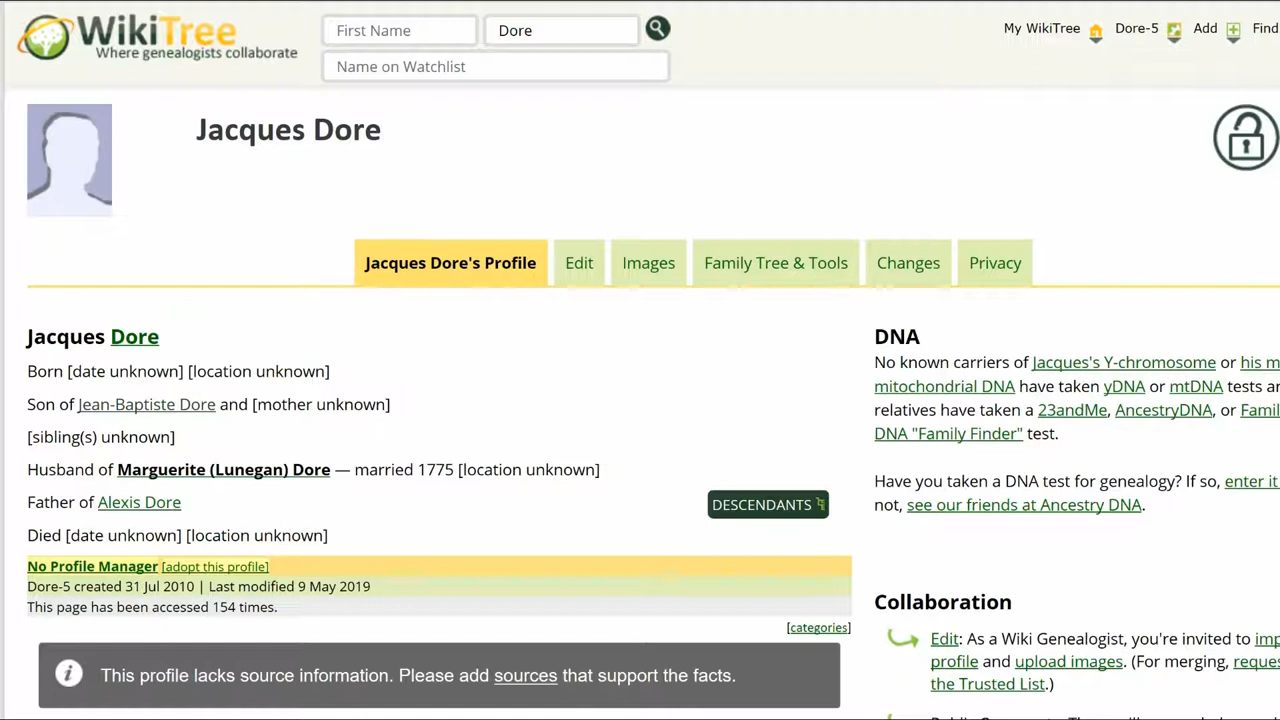 WikiTree
Where genealogists collaborate
First Name
Dore
Name on Watchlist
My WikiTree Dore-5 Add Find
Jacques Dore
Jacques Dore's Profile Edit Images Family Tree & Tools Changes Privacy
Jacques Dore
Born [date unknown] [location unknown]
Son of Jean-Baptiste Dore and [mother unknown]
[sibling(s) unknown]
Husband of Marguerite (Lunegan) Dore — married 1775 [location unknown]
Father of Alexis Dore
DESCENDANTS
Died [date unknown] [location unknown]
No Profile Manager [adopt this profile]
Dore-5 created 31 Jul 2010 | Last modified 9 May 2019
This page has been accessed 154 times.
[categories]
This profile lacks source information. Please add sources that support the facts.
DNA
No known carriers of Jacques's Y-chromosome or his
mitochondrial DNA have taken yDNA or mtDNA tests
relatives have taken a 23andMe, AncestryDNA, or
DNA "Family Finder" test.
Have you taken a DNA test for genealogy? If so, enter it
not, see our friends at Ancestry DNA.
Collaboration
Edit: As a Wiki Genealogist, you're invited to
profile and upload images. (For merging,
the Trusted List.)